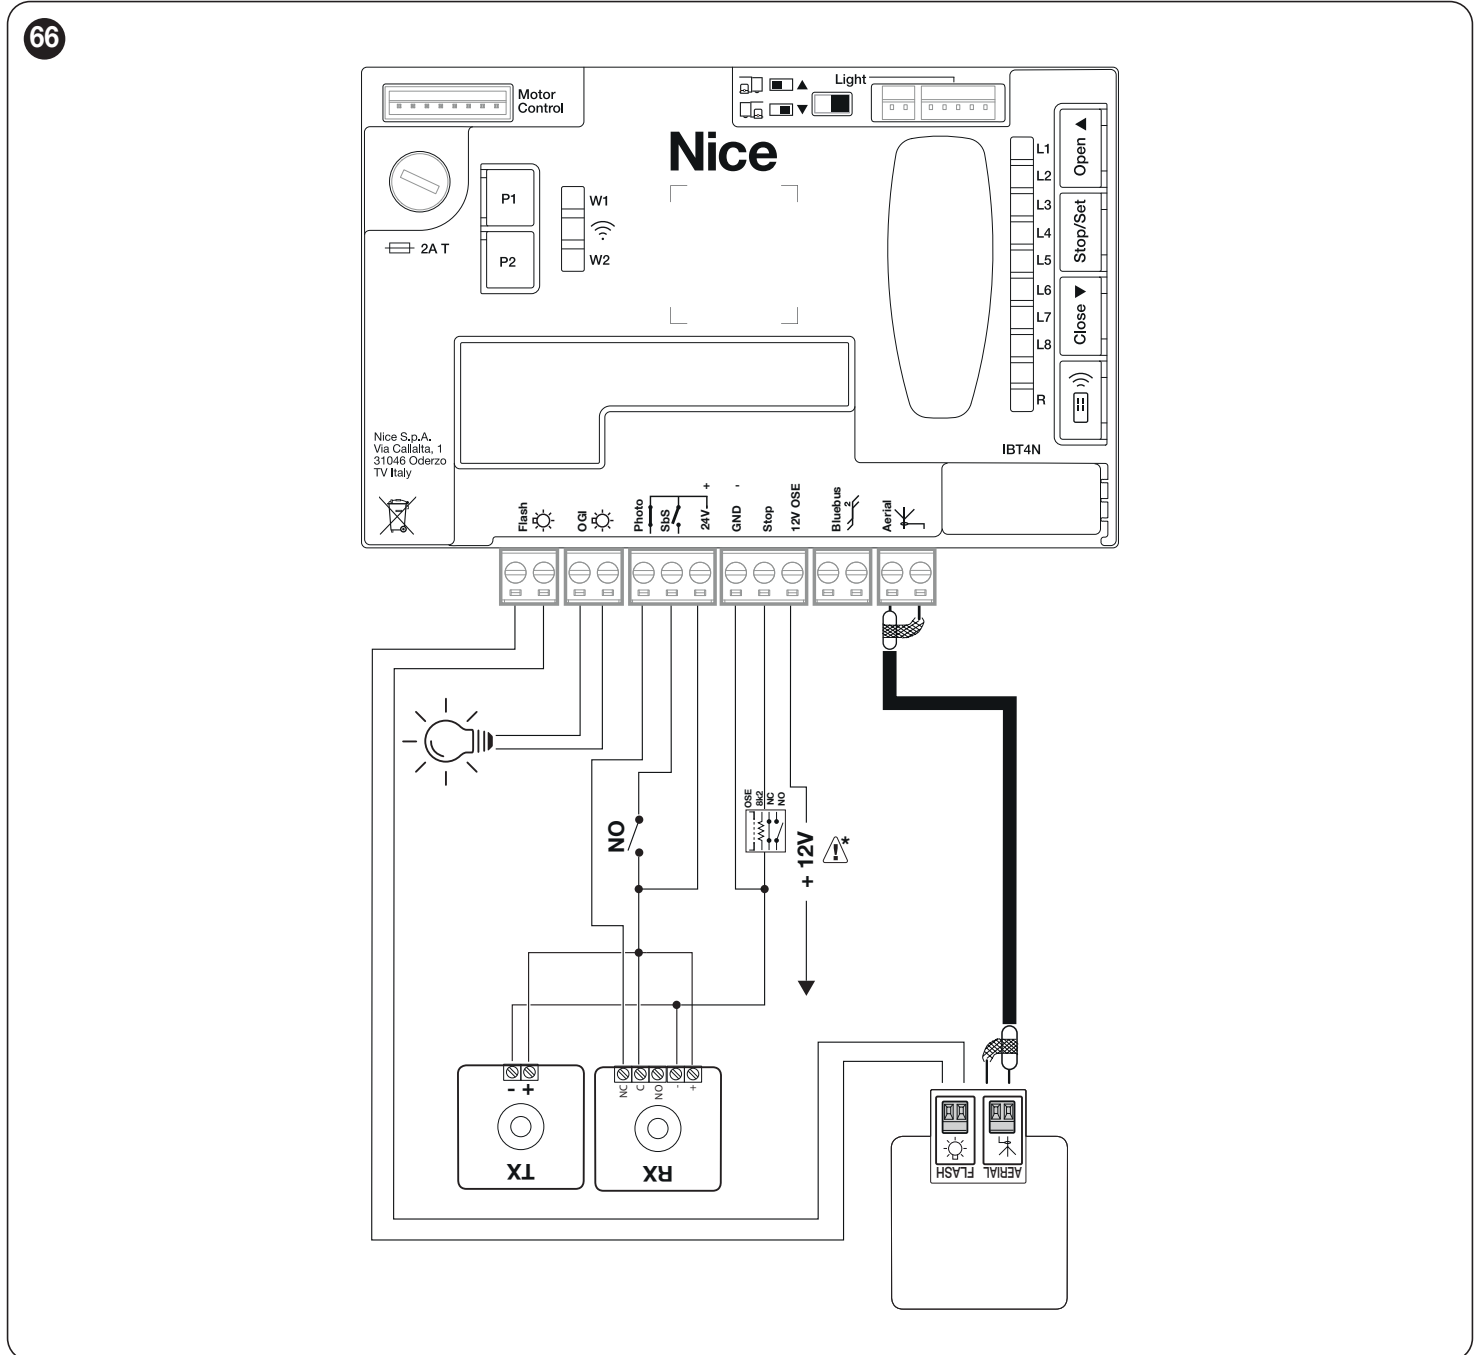 66
Motor
Control
Light
Nice
Open ▲
Stop/Set
Close ▼
L1
L2
L3
L4
L5
L6
L7
L8
R
P1
P2
W1
W2
2A T
Nice S.p.A.
Via Callalta, 1
31046 Oderzo
TV Italy
IBT4N
Flash
OGI
Photo
SbS
24V
+
-
GND
Stop
12V OSE
Bluebus
2
Aerial
NO
OSE
8k2
NC
NO
+ 12V
*
- +
TX
NC
C
NO
-
+
RX
FLASH
AERIAL